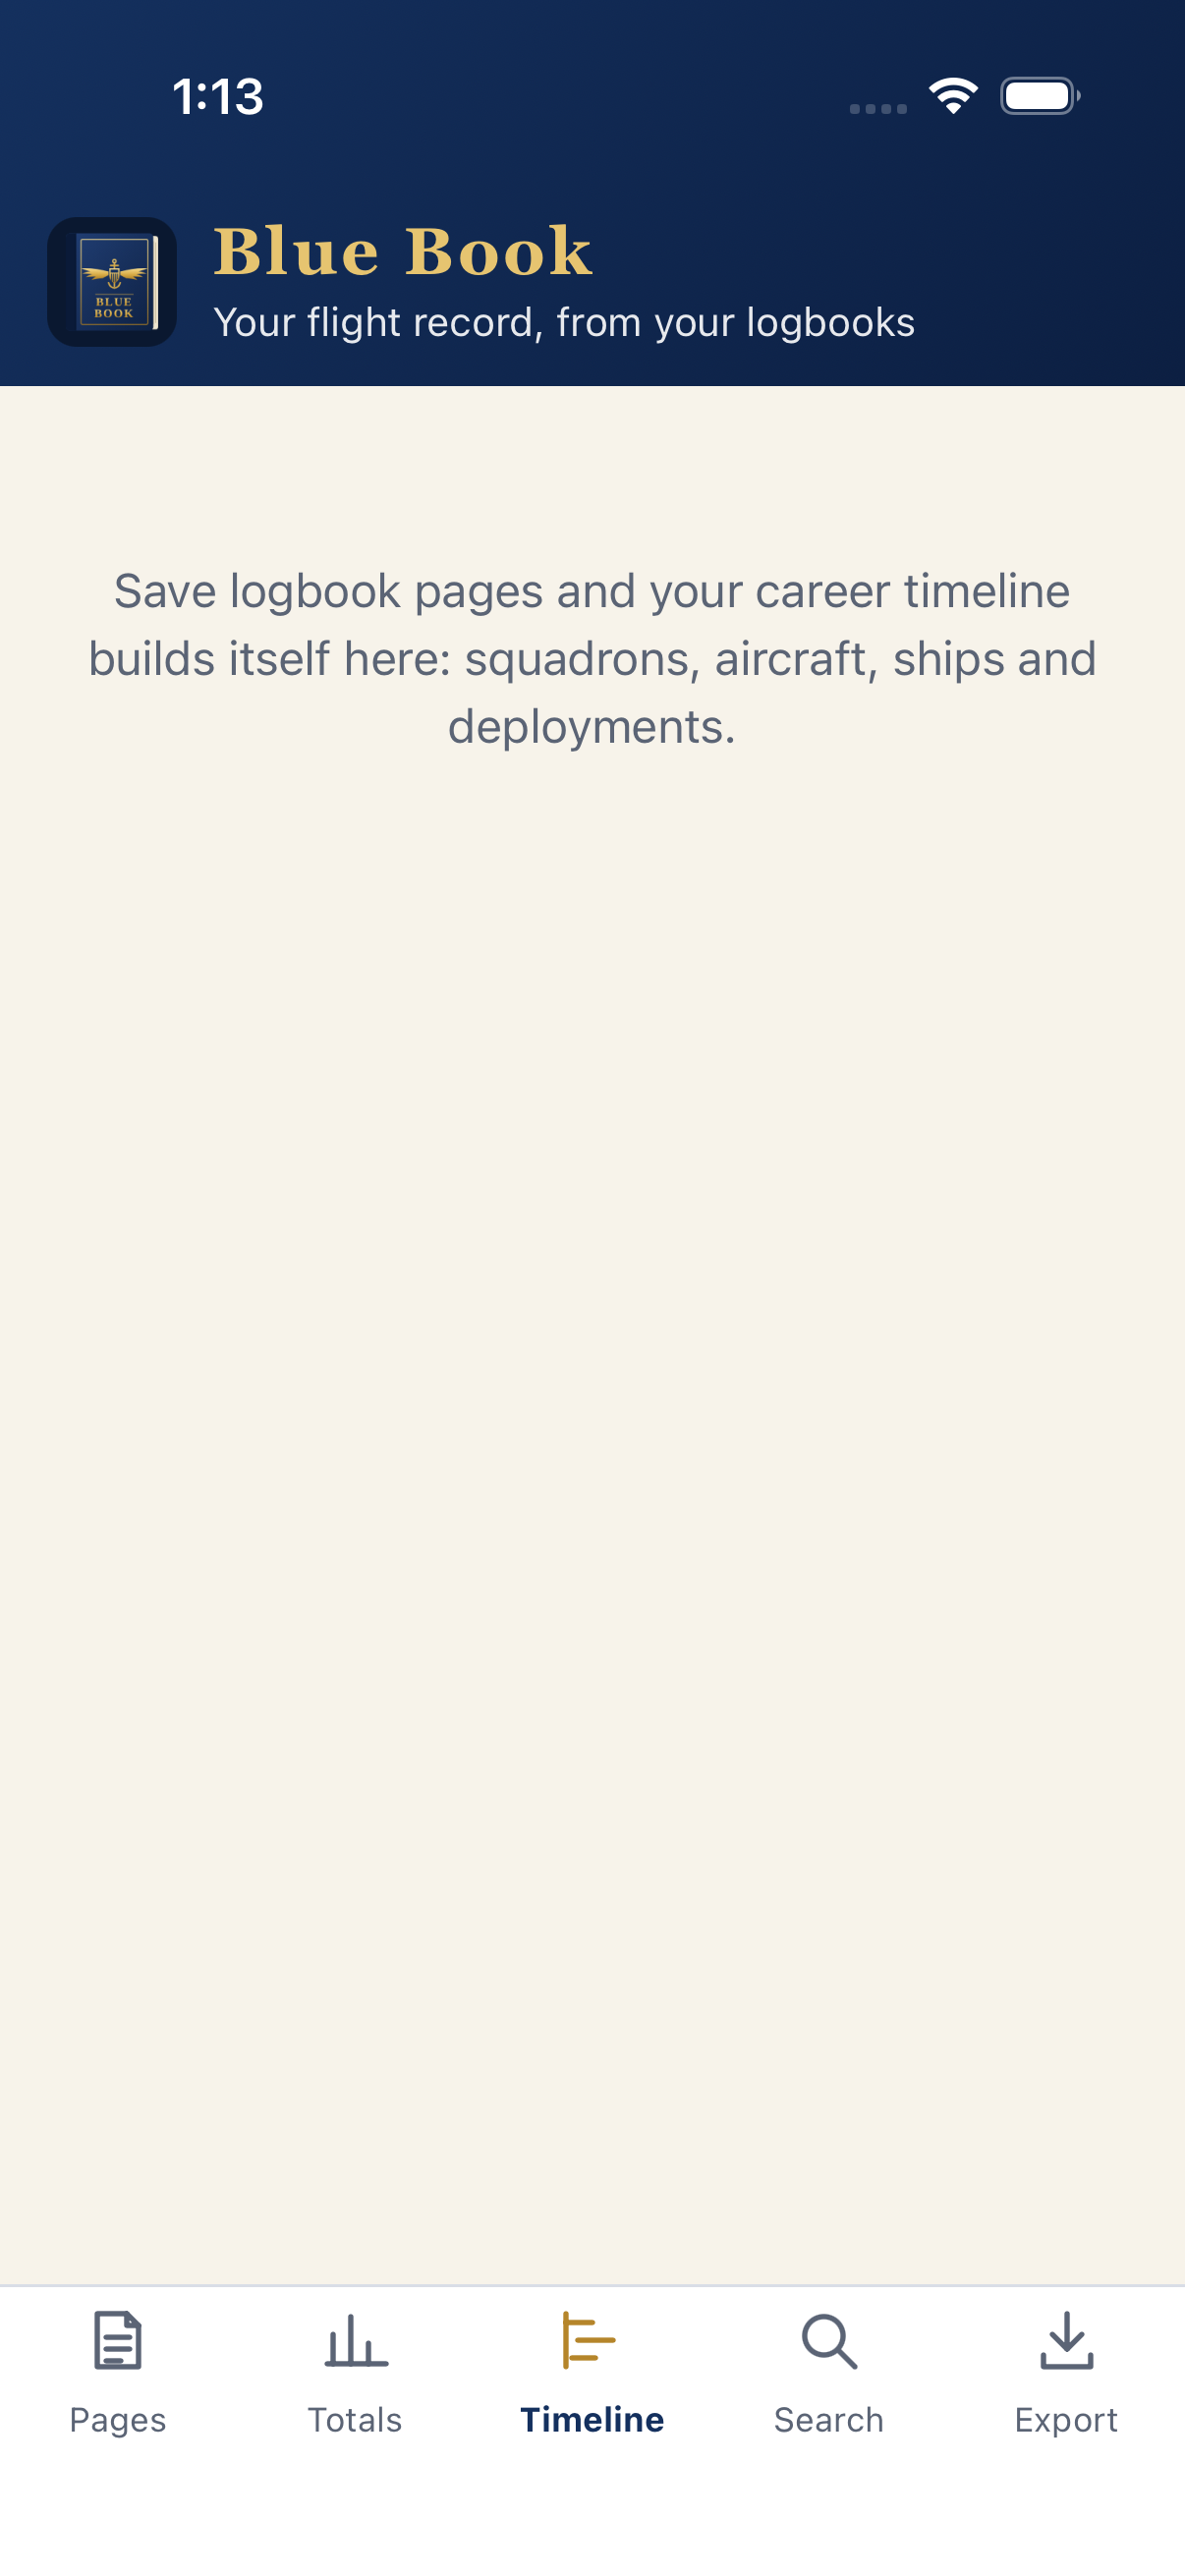 1:13
BLUE
BOOK
Blue Book
Your flight record, from your logbooks
Save logbook pages and your career timeline
builds itself here: squadrons, aircraft, ships and
deployments.
Pages
Totals
Timeline
Search
Export